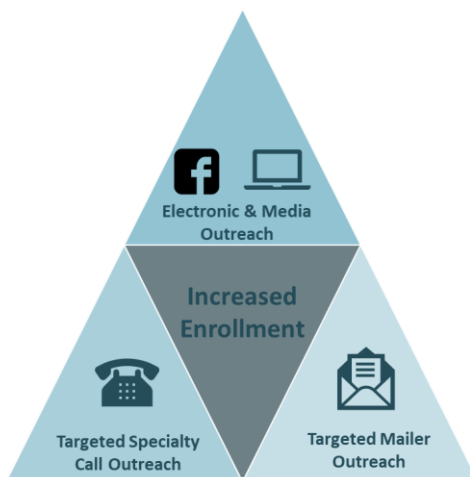 Electronic & Media
Outreach
Increased
Enrollment
Targeted Specialty
Call Outreach
Targeted Mailer
Outreach